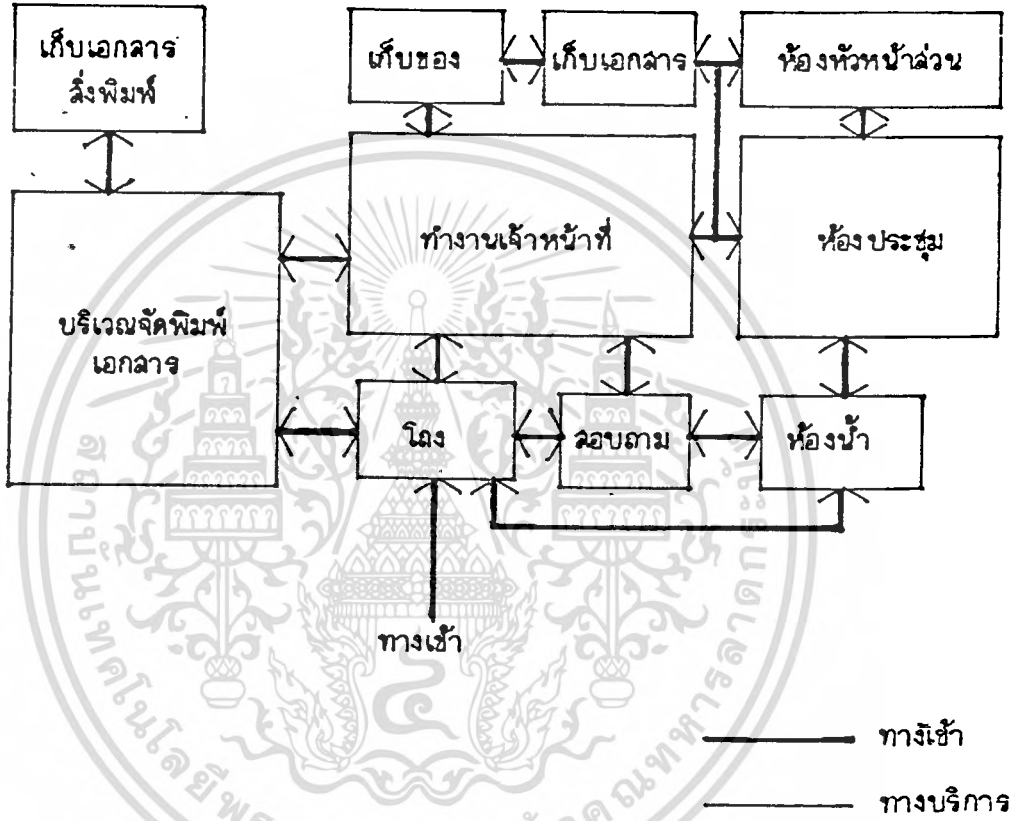 เก็บเอกสาร
สิ่งพิมพ์
เก็บของ
เก็บเอกสาร
ห้องหัวหน้าส่วน
ทำงานเจ้าหน้าที่
ห้องประชุม
บริเวณจัดพิมพ์
เอกสาร
โถง
สอบถาม
ห้องน้ำ
ทางเข้า
ทางเข้า
ทางบริการ